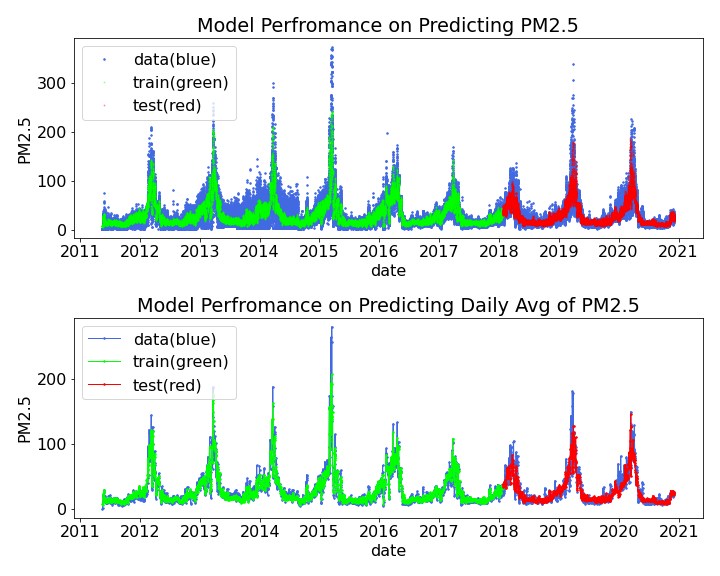 Model Perfromance on Predicting PM2.5
data(blue)
train(green)
test(red)
PM2.5
300
200
100
0
2011 2012 2013 2014 2015 2016 2017 2018 2019 2020 2021
date
Model Perfromance on Predicting Daily Avg of PM2.5
data(blue)
train(green)
test(red)
PM2.5
200
100
0
2011 2012 2013 2014 2015 2016 2017 2018 2019 2020 2021
date